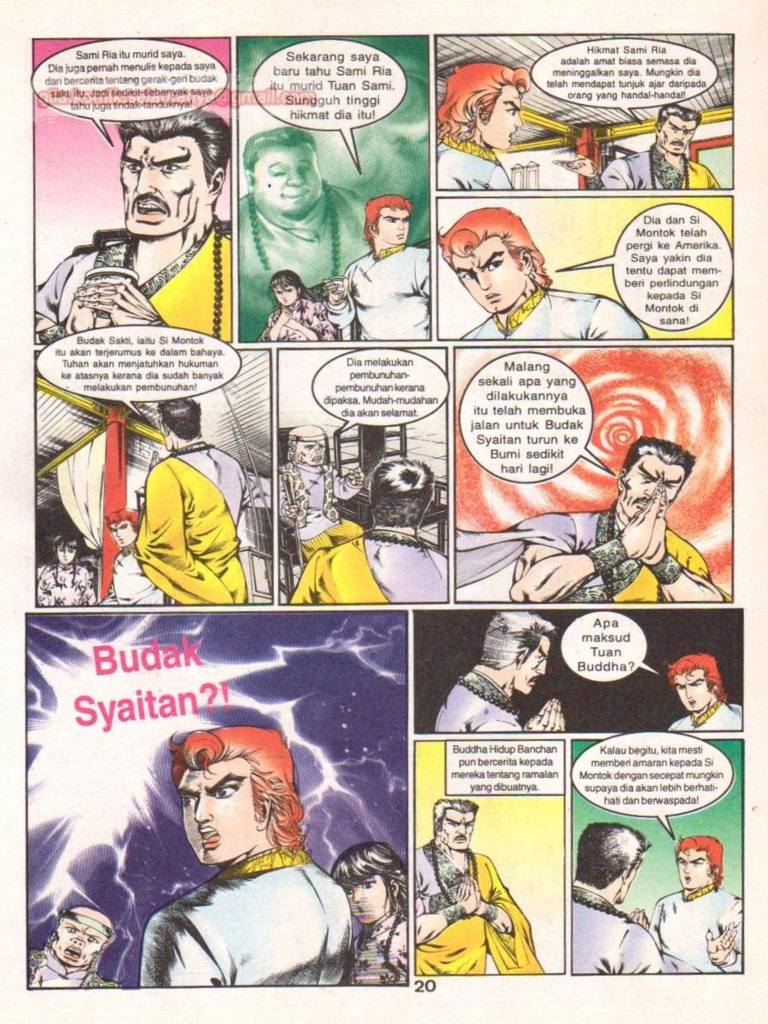 Sami Ria itu murid saya.
Dia juga pernah menulis kepada saya
dan bercerita tentang gerak-geri budak
sakti itu. Jadi sedikit-sebanyak saya
tahu juga tindak-tanduknya!
Sekarang saya
baru tahu Sami Ria
itu murid Tuan Sami.
Sungguh tinggi
hikmat dia itu!
Hikmat Sami Ria
adalah amat biasa semasa dia
meninggalkan saya. Mungkin dia
telah mendapat tunjuk ajar daripada
orang yang handal-handal!
Dia dan Si
Montok telah
pergi ke Amerika.
Saya yakin dia
tentu dapat mem-
beri perlindungan
kepada Si
Montok di
sana!
Budak Sakti, iaitu Si Montok
itu akan terjerumus ke dalam bahaya.
Tuhan akan menjatuhkan hukuman
ke atasnya kerana dia sudah banyak
melakukan pembunuhan!
Dia melakukan
pembunuhan-
pembunuhan kerana
dipaksa. Mudah-mudahan
dia akan selamat.
Malang
sekali apa yang
dilakukannya
itu telah membuka
jalan untuk Budak
Syaitan turun ke
Bumi sedikit
hari lagi!
Budak
Syaitan?!
Apa
maksud
Tuan
Buddha?
Buddha Hidup Banchan
pun bercerita kepada
mereka tentang ramalan
yang dibuatnya.
Kalau begitu, kita mesti
memberi amaran kepada Si
Montok dengan secepat mungkin
supaya dia akan lebih berhati-
hati dan berwaspada!
20